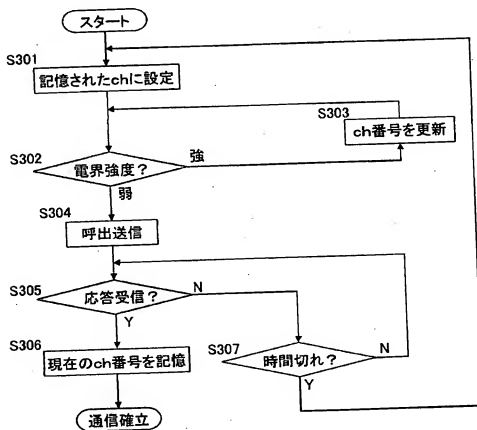 スタート
S301
記憶されたchに設定
S303
ch番号を更新
S302
電界強度?
強
弱
S304
呼出送信
S305
応答受信?
N
Y
S306
現在のch番号を記憶
S307
時間切れ?
N
Y
通信確立